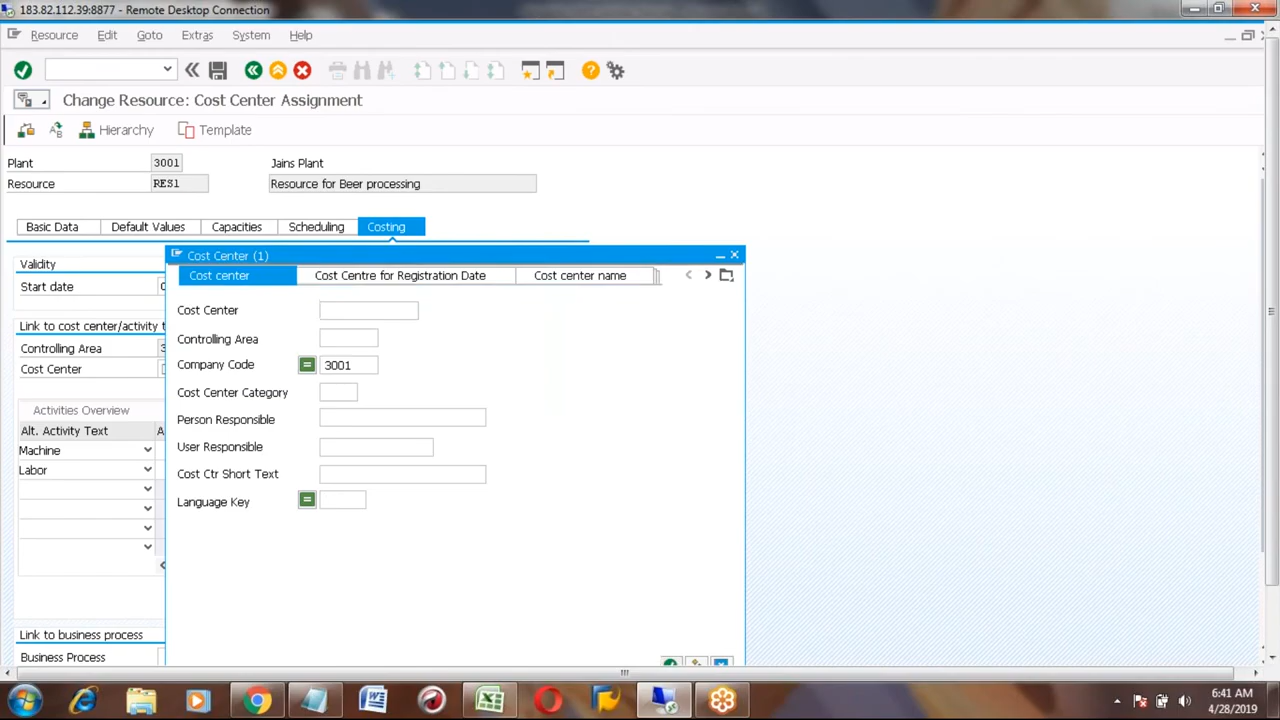 183.82.112.39:8877 - Remote Desktop Connection
Resource Edit Goto Extras System Help
Change Resource: Cost Center Assignment
Hierarchy Template
Plant 3001 Jains Plant
Resource RES1 Resource for Beer processing
Basic Data Default Values Capacities Scheduling Costing
Validity
Start date
Link to cost center/activity
Controlling Area
Cost Center
Activities Overview
Alt. Activity Text
Machine
Labor
Link to business process
Business Process
Cost Center (1)
Cost center Cost Centre for Registration Date Cost center name
Cost Center
Controlling Area
Company Code = 3001
Cost Center Category
Person Responsible
User Responsible
Cost Ctr Short Text
Language Key =
6:41 AM
4/28/2019